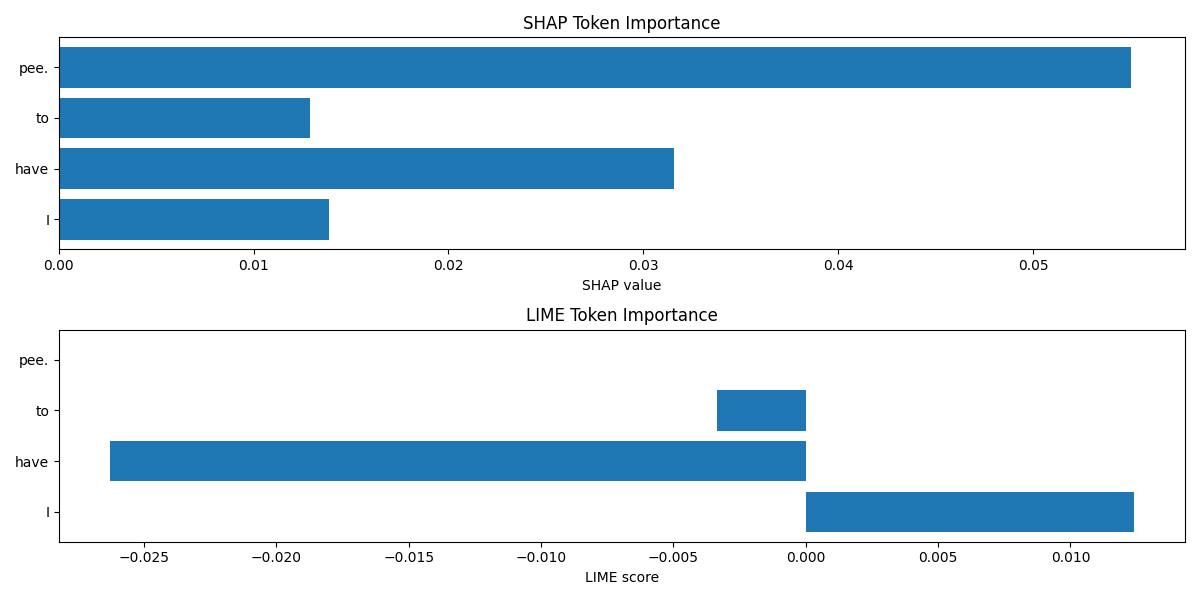 SHAP Token Importance
pee.
to
have
I
0.00 0.01 0.02 0.03 0.04 0.05
SHAP value
LIME Token Importance
pee.
to
have
I
−0.025 −0.020 −0.015 −0.010 −0.005 0.000 0.005 0.010
LIME score